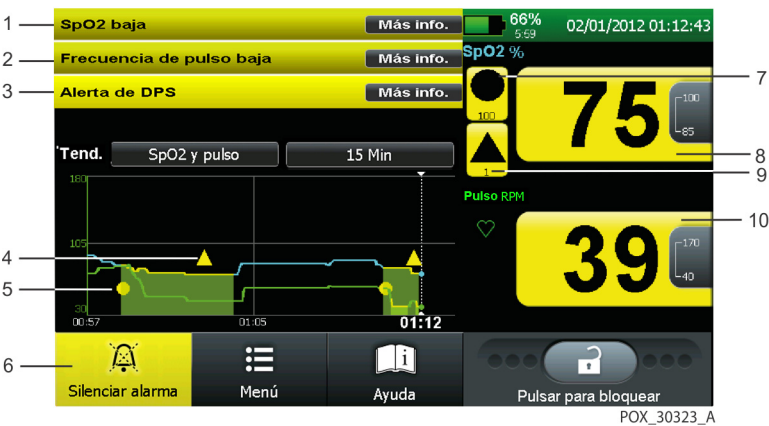 1 SpO2 baja Más info.
66% 5:59 02/01/2012 01:12:43
2 Frecuencia de pulso baja Más info.
SpO2 %
3 Alerta de DPS Más info.
7
100
75
100
85
8
Tend. SpO2 y pulso 15 Min
1
9
180
Pulso RPM
10
105
39
170
40
4
5
30
00:57 01:05 01:12
6
Silenciar alarma Menú Ayuda Pulsar para bloquear
POX_30323_A